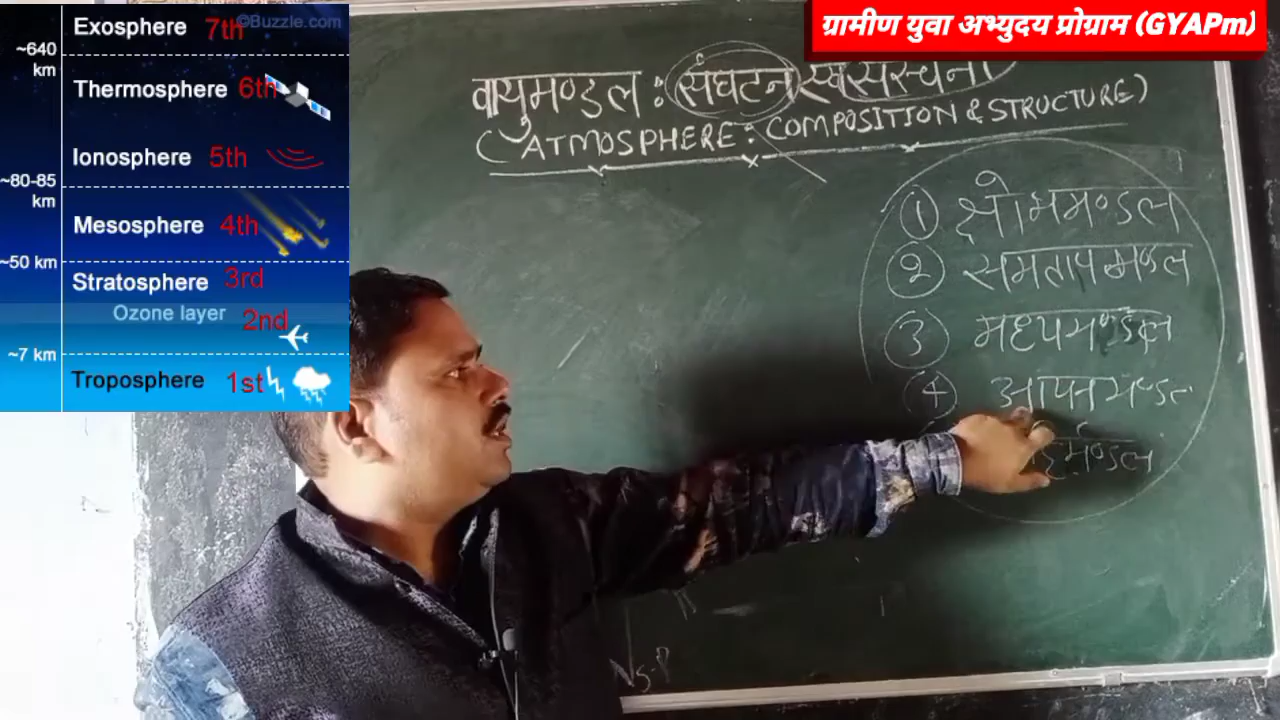 ग्रामीण युवा अभ्युदय प्रोग्राम (GYAPm)
©Buzzle.com
Exosphere 7th
~640 km
Thermosphere 6th
Ionosphere 5th
~80-85 km
Mesosphere 4th
~50 km
Stratosphere 3rd
Ozone layer 2nd
~7 km
Troposphere 1st
वायुमण्डल : संघटन एवं संरचना
(ATMOSPHERE: COMPOSITION & STRUCTURE)
① क्षोभमण्डल
② समतापमण्डल
③ मध्यमण्डल
④ आयनमण्डल